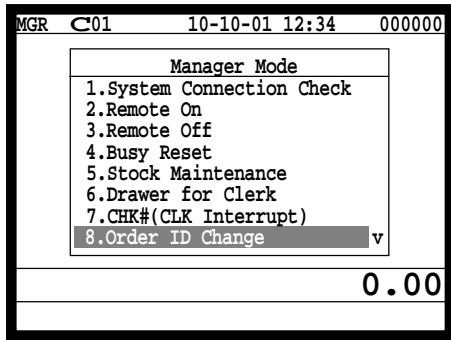 MGR C01 10-10-01 12:34 000000
Manager Mode
1.System Connection Check
2.Remote On
3.Remote Off
4.Busy Reset
5.Stock Maintenance
6.Drawer for Clerk
7.CHK#(CLK Interrupt)
8.Order ID Change v
0.00